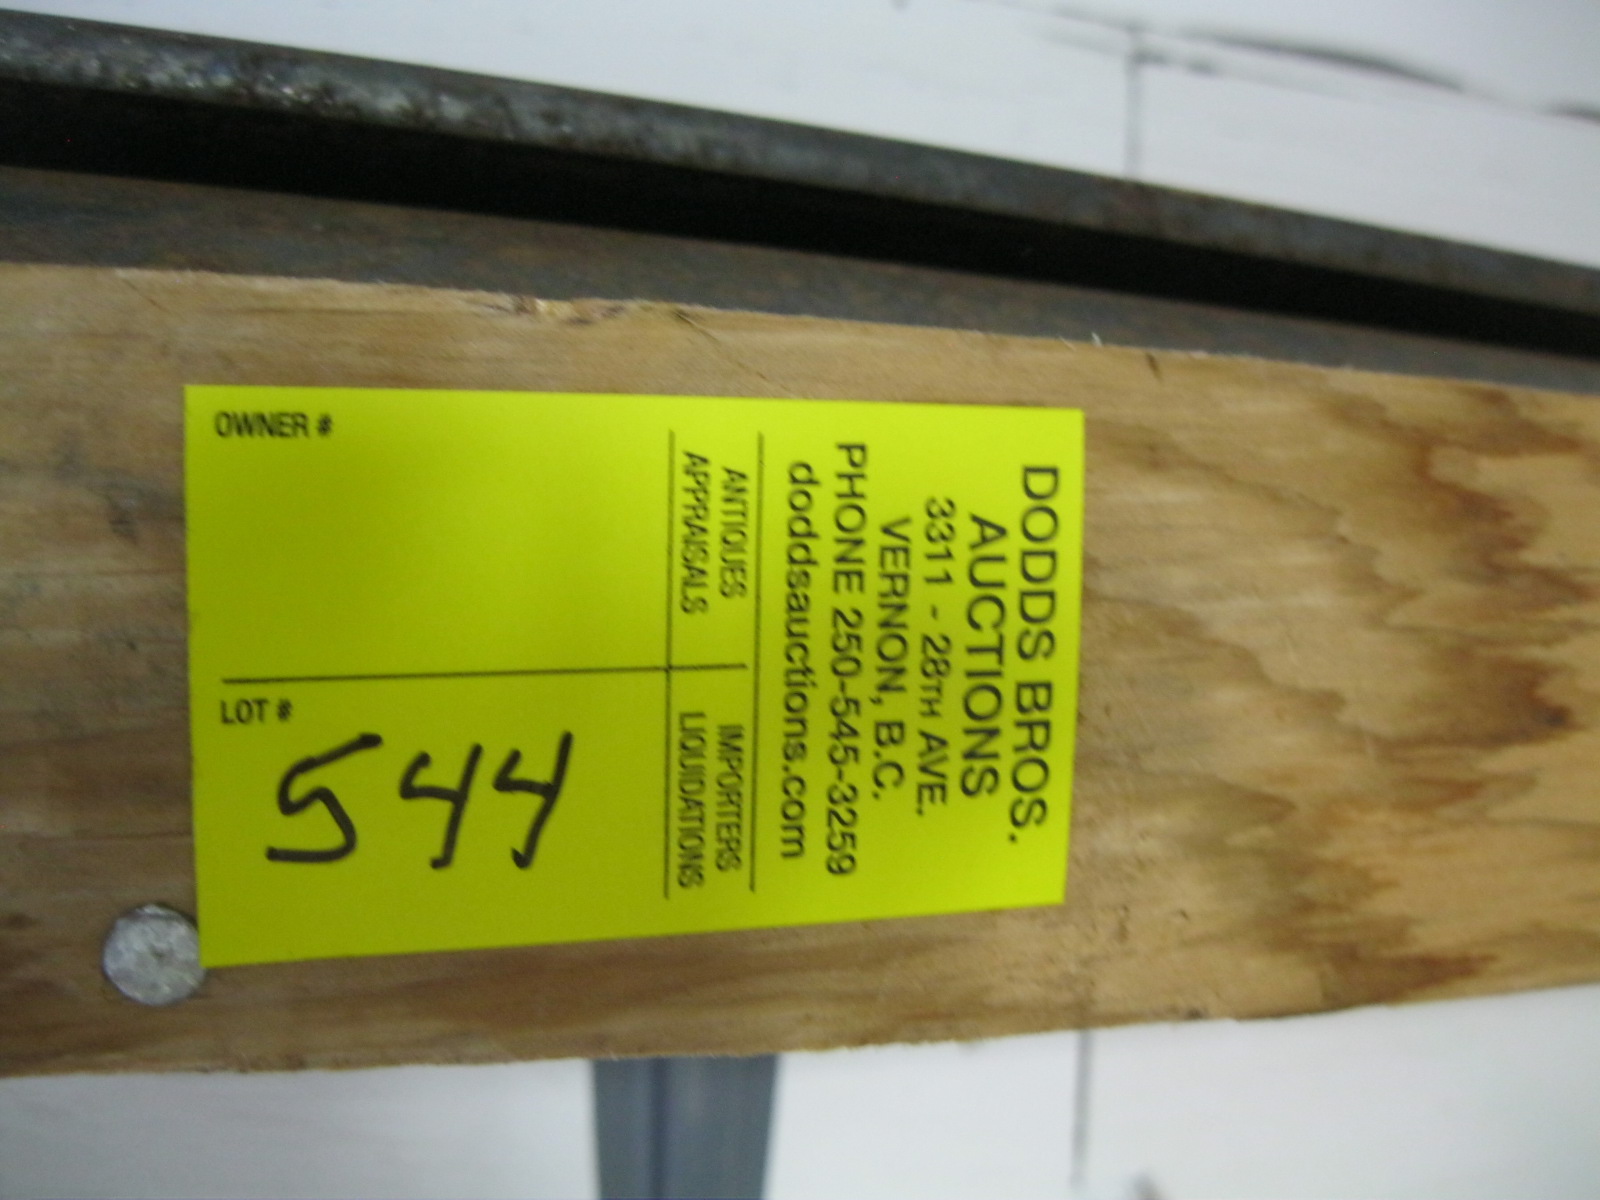 DODDS BROS.
AUCTIONS
3311 - 28TH AVE.
VERNON, B.C.
PHONE 250-545-3259
doddsauctions.com
ANTIQUES
APPRAISALS
IMPORTERS
LIQUIDATIONS
OWNER #
LOT #
544